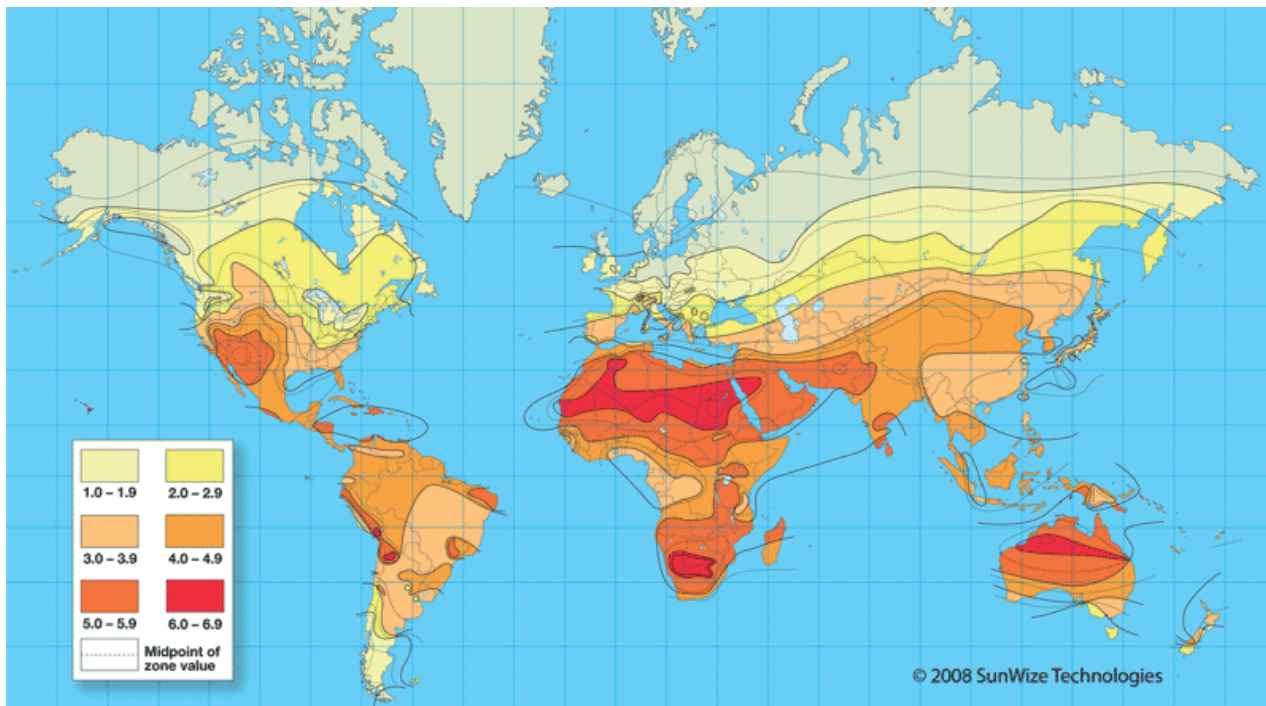 1.0 – 1.9 2.0 – 2.9
3.0 – 3.9 4.0 – 4.9
5.0 – 5.9 6.0 – 6.9
Midpoint of
zone value
© 2008 SunWize Technologies